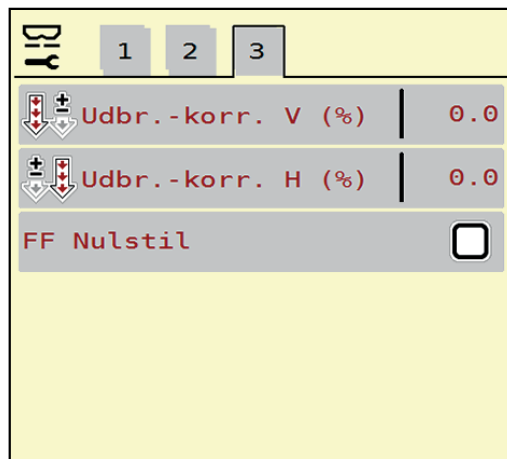 1 2 3
Udbr.-korr. V (%) 0.0
Udbr.-korr. H (%) 0.0
FF Nulstil